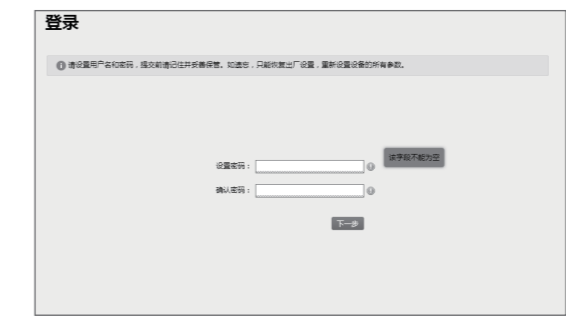 登录
请设置用户名和密码，提交前请记住并妥善保管。如遗忘，只能恢复出厂设置，重新设置设备的所有参数。
该字段不能为空
设置密码：
确认密码：
下一步